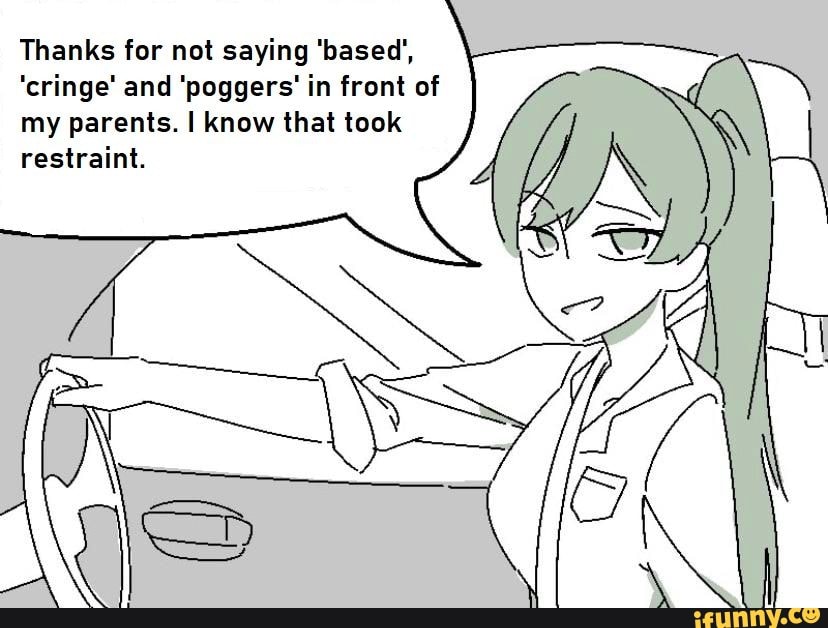 Thanks for not saying 'based',
'cringe' and 'poggers' in front of
my parents. I know that took
restraint.
ifunny.co